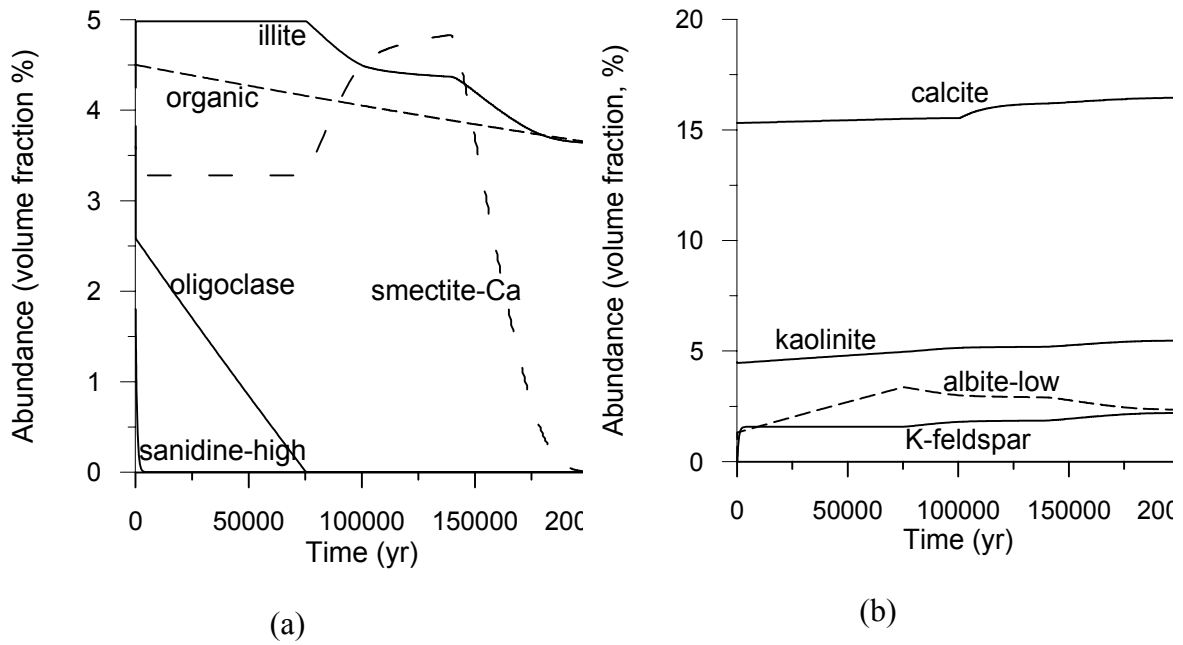 Abundance (volume fraction %)
5
4
3
2
1
0
illite
organic
oligoclase
smectite-Ca
sanidine-high
0 50000 100000 150000 200
Time (yr)
(a)
Abundance (volume fraction, %)
20
15
10
5
0
calcite
kaolinite
albite-low
K-feldspar
0 50000 100000 150000 200
Time (yr)
(b)